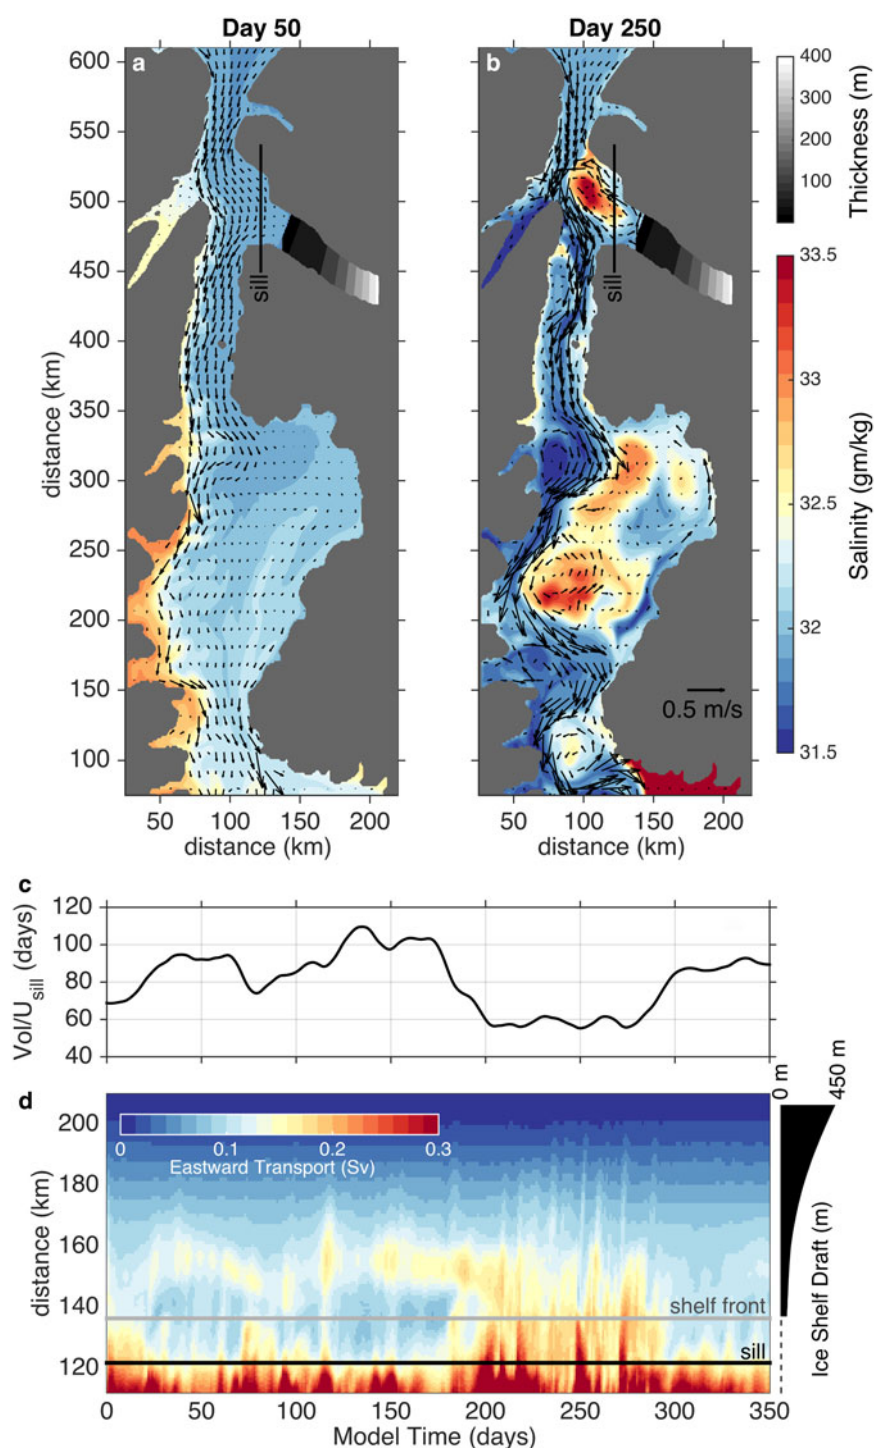 Day 50
Day 250
a
b
600
550
500
450
400
350
300
250
200
150
100
distance (km)
sill
sill
0.5 m/s
50 100 150 200
distance (km)
50 100 150 200
distance (km)
400
300
200
100
Thickness (m)
33.5
33
32.5
32
31.5
Salinity (gm/kg)
c
120
100
80
60
40
Vol/U_sill (days)
d
200
180
160
140
120
distance (km)
0 0.1 0.2 0.3
Eastward Transport (Sv)
shelf front
sill
0 50 100 150 200 250 300 350
Model Time (days)
0 m
450 m
Ice Shelf Draft (m)